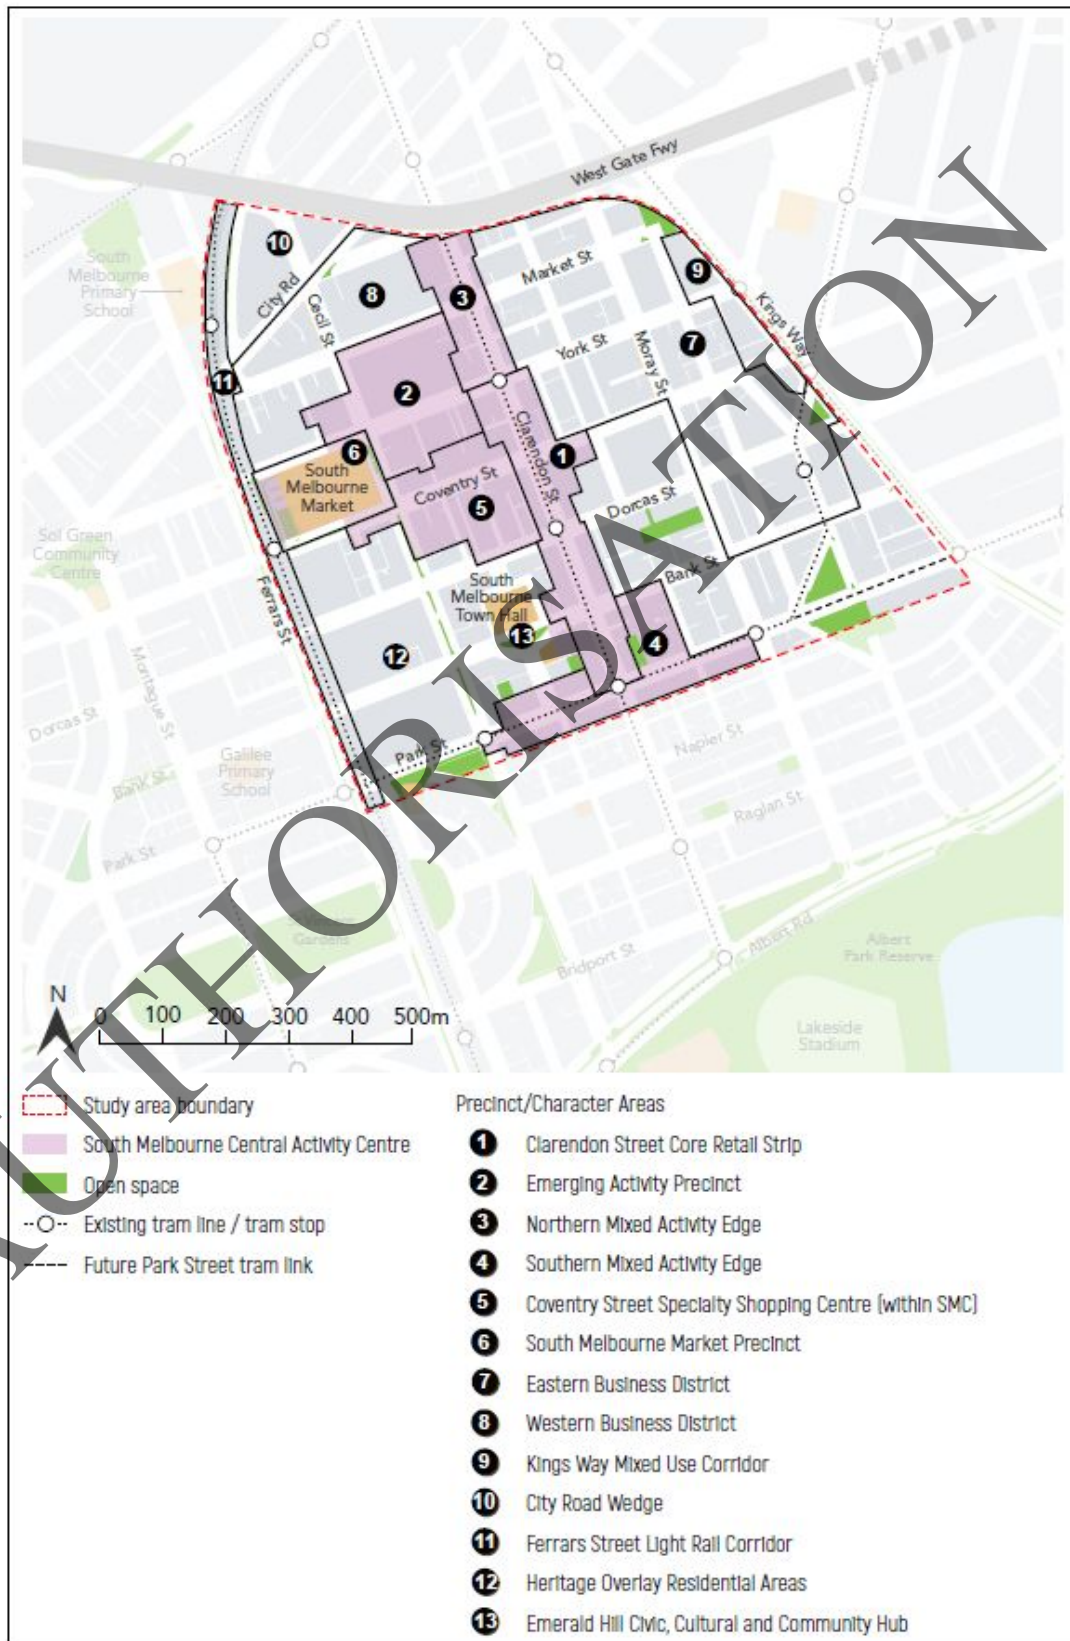 West Gate Fwy
South
Melbourne
Primary
School
10
City Rd
Cecil St
8
3
Market St
9
Kings Way
York St
Moray St
7
11
2
Clarendon St
1
6
South
Melbourne
Market
Coventry St
5
Dorcas St
Sol Green
Community
Centre
Ferrars St
South
Melbourne
Town Hall
Bank St
13
12
4
Montague St
Dorcas St
Park St
Napier St
Galilee
Primary
School
Bank St
Raglan St
Park St
Gardens
Bridport St
Albert Rd
Albert
Park Reserve
Lakeside
Stadium
N
0 100 200 300 400 500m
AUTHORISATION
Study area boundary
South Melbourne Central Activity Centre
Open space
Existing tram line / tram stop
Future Park Street tram link
Precinct/Character Areas
1 Clarendon Street Core Retail Strip
2 Emerging Activity Precinct
3 Northern Mixed Activity Edge
4 Southern Mixed Activity Edge
5 Coventry Street Specialty Shopping Centre (within SMC)
6 South Melbourne Market Precinct
7 Eastern Business District
8 Western Business District
9 Kings Way Mixed Use Corridor
10 City Road Wedge
11 Ferrars Street Light Rail Corridor
12 Heritage Overlay Residential Areas
13 Emerald Hill Civic, Cultural and Community Hub